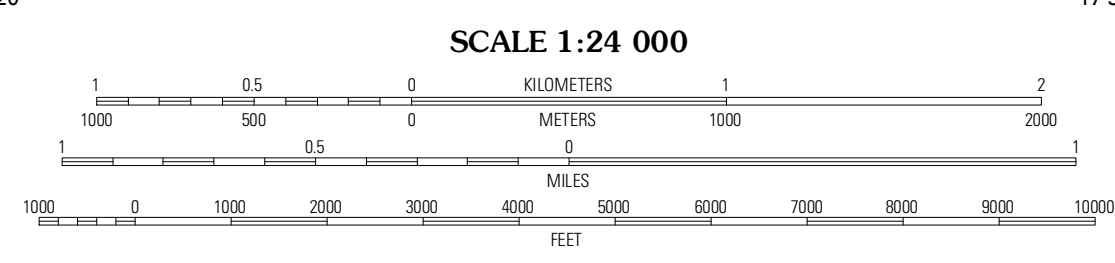 SCALE 1:24 000
1 0.5 0 KILOMETERS 1 2
1000 500 0 METERS 1000 2000
1 0.5 0 1
MILES
1000 0 1000 2000 3000 4000 5000 6000 7000 8000 9000 10000
FEET